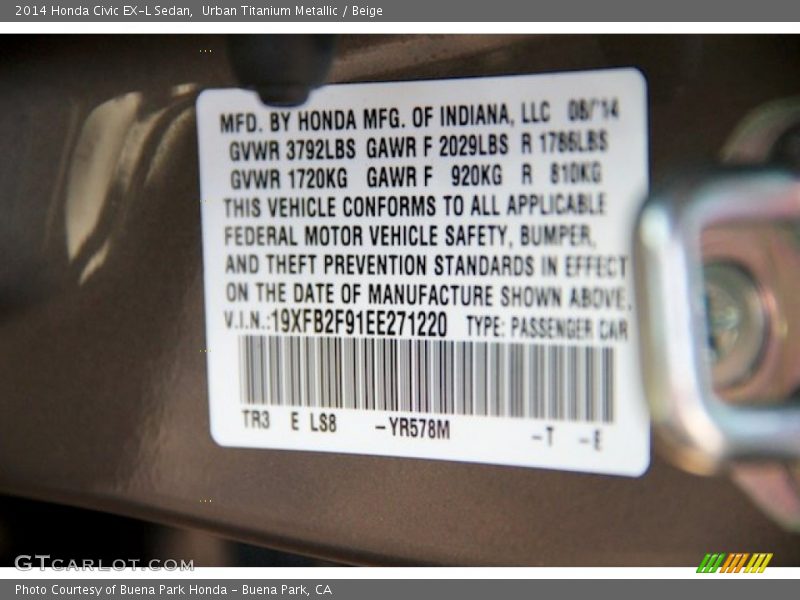 2014 Honda Civic EX-L Sedan, Urban Titanium Metallic / Beige
MFD. BY HONDA MFG. OF INDIANA, LLC 08/'14
GVWR 3792LBS GAWR F 2029LBS R 1786LBS
GVWR 1720KG GAWR F 920KG R 810KG
THIS VEHICLE CONFORMS TO ALL APPLICABLE
FEDERAL MOTOR VEHICLE SAFETY, BUMPER,
AND THEFT PREVENTION STANDARDS IN EFFECT
ON THE DATE OF MANUFACTURE SHOWN ABOVE.
V.I.N.:19XFB2F91EE271220 TYPE: PASSENGER CAR
TR3 E LS8 -YR578M -T -E
GTCARLOT.COM
Photo Courtesy of Buena Park Honda - Buena Park, CA